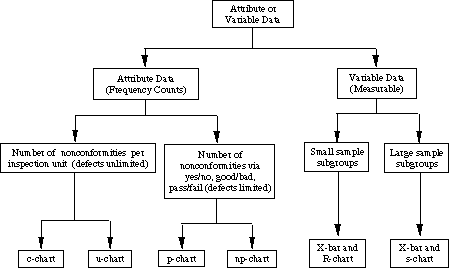 Attribute or
Variable Data
Attribute Data
(Frequency Counts)
Variable Data
(Measurable)
Number of nonconformities per
inspection unit (defects unlimited)
Number of
nonconformities via
yes/no, good/bad,
pass/fail (defects limited)
Small sample
subgroups
Large sample
subgroups
c-chart
u-chart
p-chart
np-chart
X-bar and
R-chart
X-bar and
s-chart